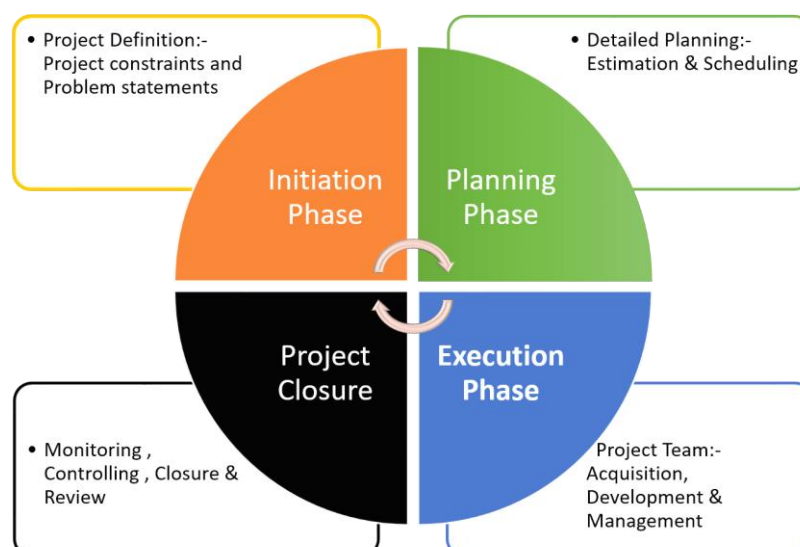 • Project Definition:-
Project constraints and
Problem statements
• Detailed Planning:-
Estimation & Scheduling
Initiation
Phase
Planning
Phase
Project
Closure
Execution
Phase
• Monitoring ,
Controlling , Closure &
Review
Project Team:-
Acquisition,
Development &
Management